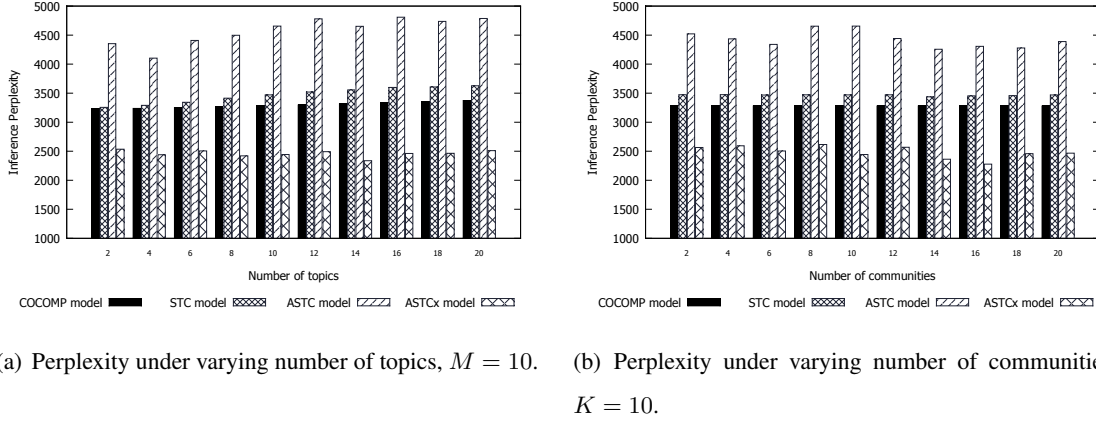 5000
4500
4000
3500
3000
2500
2000
1500
1000
Inference Perplexity
2 4 6 8 10 12 14 16 18 20
Number of topics
COCOMP model STC model ASTC model ASTCx model
(a) Perplexity under varying number of topics, M = 10.
5000
4500
4000
3500
3000
2500
2000
1500
1000
Inference Perplexity
2 4 6 8 10 12 14 16 18 20
Number of communities
COCOMP model STC model ASTC model ASTCx model
(b) Perplexity under varying number of communitie
K = 10.